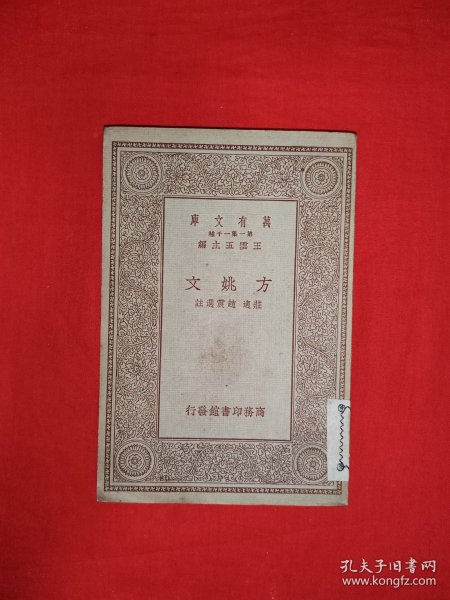 萬有文庫
第一集一千種
王雲五主編
方姚文
莊適 趙震選註
商務印書館發行
孔夫子旧书网
www.kongfz.com